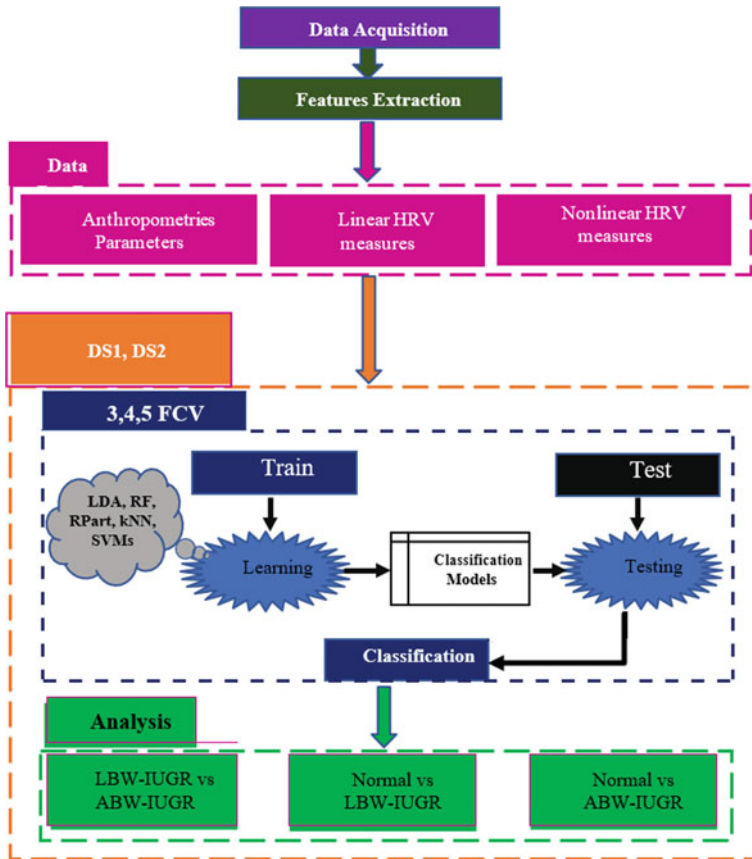 Data Acquisition
Features Extraction
Data
Anthropometries
Parameters
Linear HRV
measures
Nonlinear HRV
measures
DS1, DS2
3,4,5 FCV
Train
Test
LDA, RF,
RPart, kNN,
SVMs
Learning
Classification
Models
Testing
Classification
Analysis
LBW-IUGR vs
ABW-IUGR
Normal vs
LBW-IUGR
Normal vs
ABW-IUGR